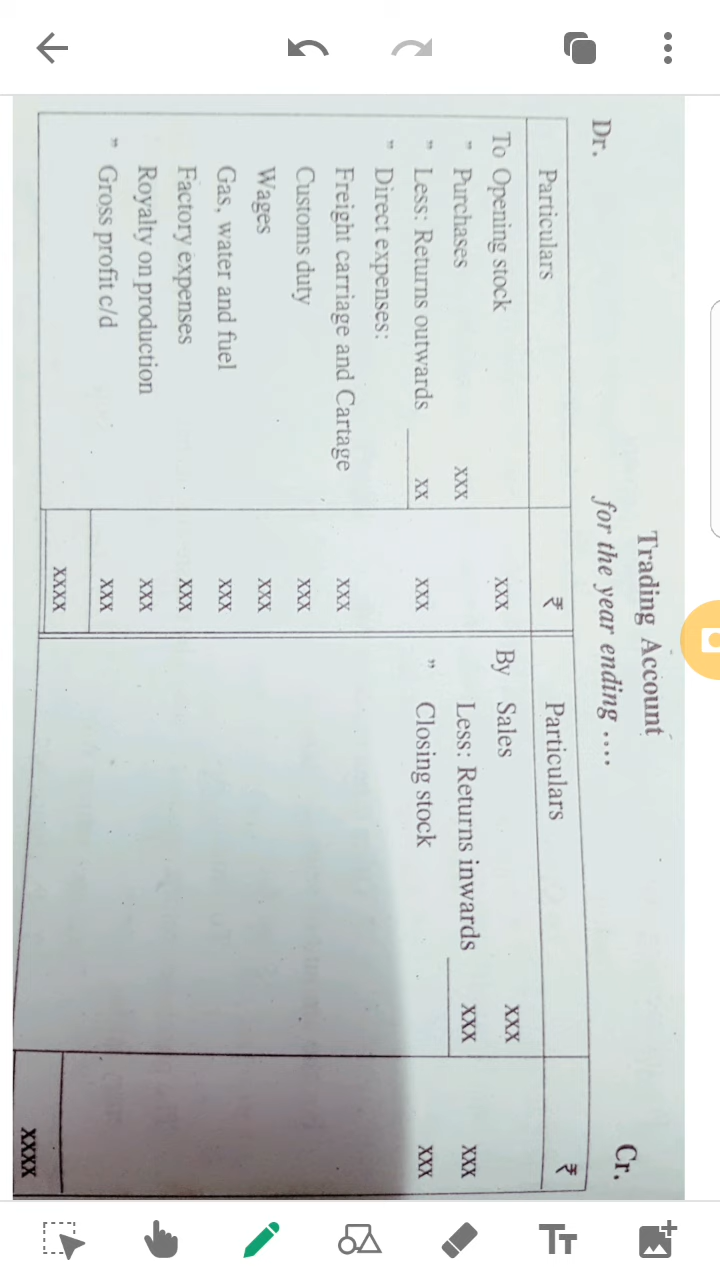 Trading Account
for the year ending ....
Dr. Cr.
Particulars ₹ Particulars ₹
To Opening stock xxx By Sales xxx
" Purchases xxx Less: Returns inwards xxx xxx
" Less: Returns outwards xx xxx " Closing stock xxx
" Direct expenses:
Freight carriage and Cartage xxx
Customs duty xxx
Wages xxx
Gas, water and fuel xxx
Factory expenses xxx
Royalty on production xxx
" Gross profit c/d xxx
xxxx xxxx
TT